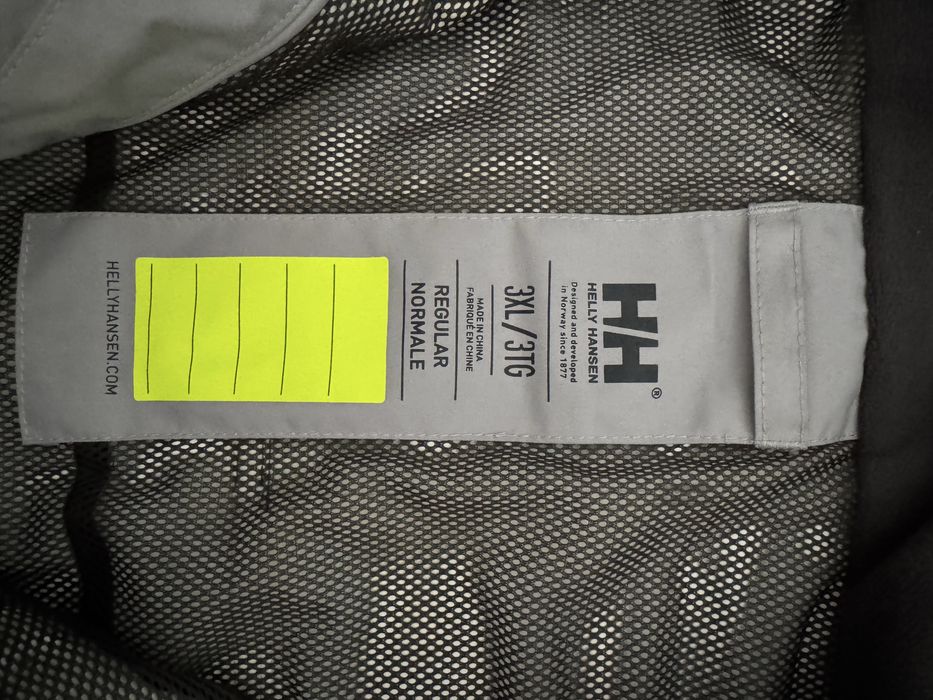 H/H®
HELLY HANSEN
Designed and developed
in Norway since 1877
3XL/3TG
MADE IN CHINA
FABRIQUÉ EN CHINE
REGULAR
NORMALE
HELLYHANSEN.COM